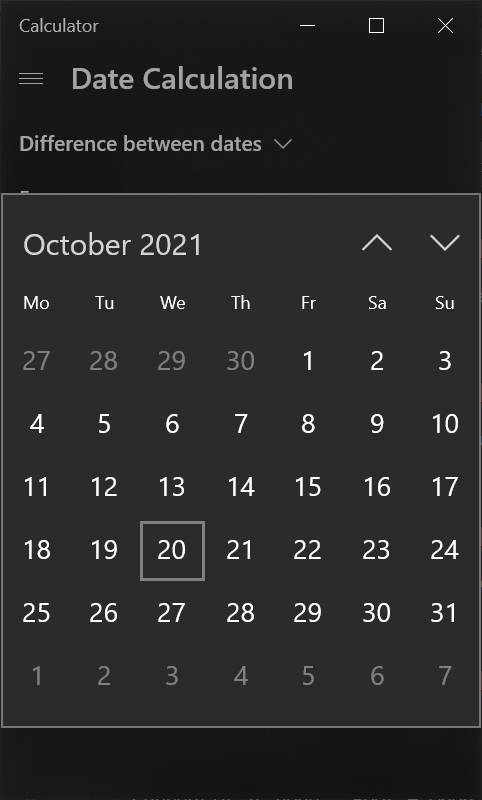 Calculator
Date Calculation
Difference between dates
October 2021
Mo Tu We Th Fr Sa Su
27 28 29 30 1 2 3
4 5 6 7 8 9 10
11 12 13 14 15 16 17
18 19 20 21 22 23 24
25 26 27 28 29 30 31
1 2 3 4 5 6 7